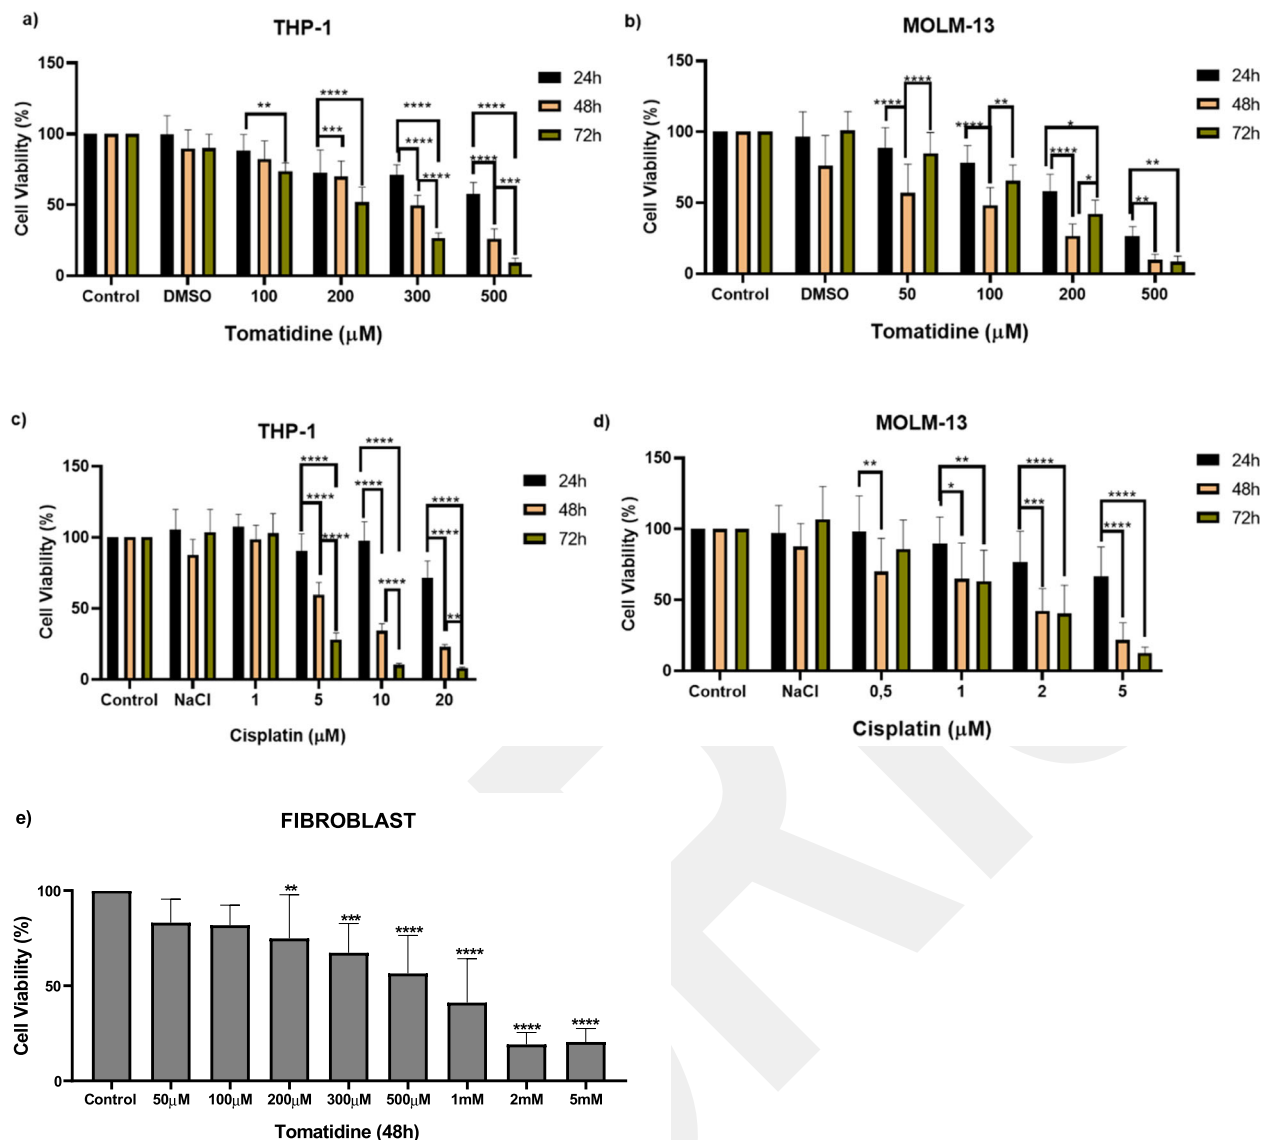 a)
THP-1
150
100
50
0
Cell Viability (%)
24h
48h
72h
**
****
***
****
****
****
****
****
***
Control DMSO 100 200 300 500
Tomatidine (μM)
b)
MOLM-13
150
100
50
0
Cell Viability (%)
24h
48h
72h
****
****
****
**
*
****
*
**
**
Control DMSO 50 100 200 500
Tomatidine (μM)
c)
THP-1
150
100
50
0
Cell Viability (%)
24h
48h
72h
****
****
****
****
****
****
****
****
**
Control NaCl 1 5 10 20
Cisplatin (μM)
d)
MOLM-13
150
100
50
0
Cell Viability (%)
24h
48h
72h
**
**
*
****
***
****
****
Control NaCl 0,5 1 2 5
Cisplatin (μM)
e)
FIBROBLAST
100
50
0
Cell Viability (%)
** *** **** **** **** ****
Control 50μM 100μM 200μM 300μM 500μM 1mM 2mM 5mM
Tomatidine (48h)